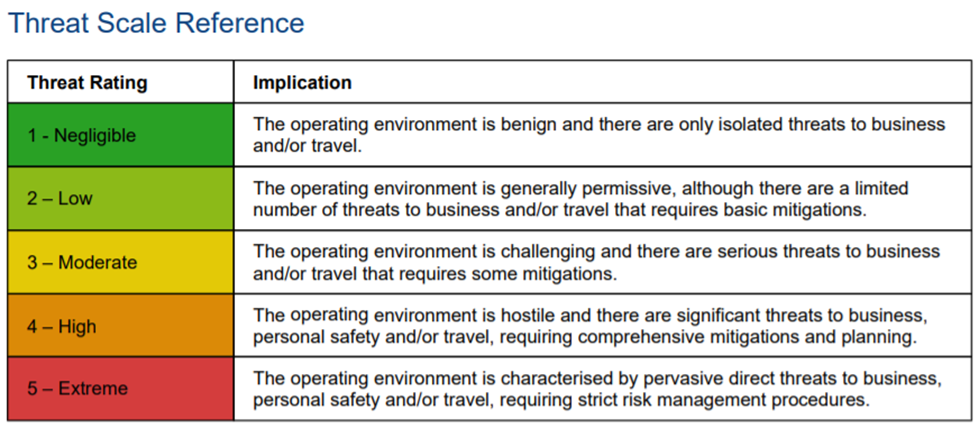 Threat Scale Reference
Threat Rating
Implication
1 - Negligible
The operating environment is benign and there are only isolated threats to business
and/or travel.
2 – Low
The operating environment is generally permissive, although there are a limited
number of threats to business and/or travel that requires basic mitigations.
3 – Moderate
The operating environment is challenging and there are serious threats to business
and/or travel that requires some mitigations.
4 – High
The operating environment is hostile and there are significant threats to business,
personal safety and/or travel, requiring comprehensive mitigations and planning.
5 – Extreme
The operating environment is characterised by pervasive direct threats to business,
personal safety and/or travel, requiring strict risk management procedures.